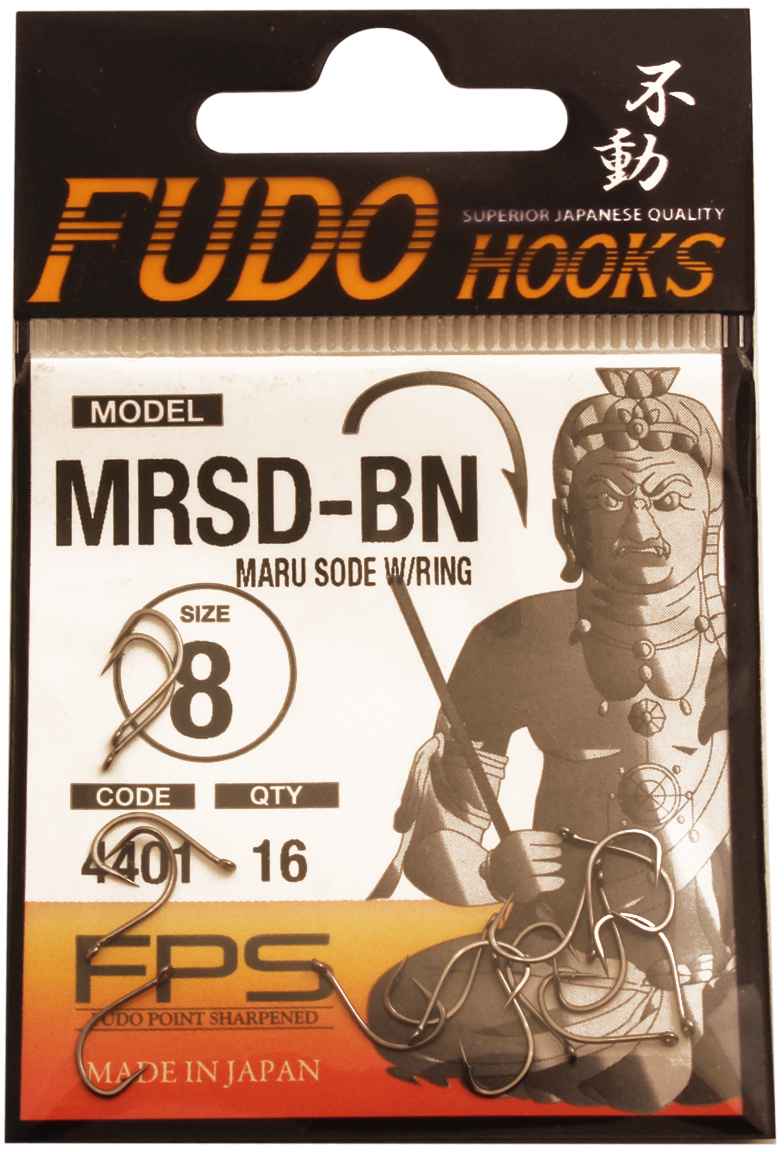 不動
SUPERIOR JAPANESE QUALITY
FUDO HOOKS
MODEL
MRSD-BN
MARU SODE W/RING
SIZE
8
CODE QTY
4401 16
FPS
FUDO POINT SHARPENED
MADE IN JAPAN